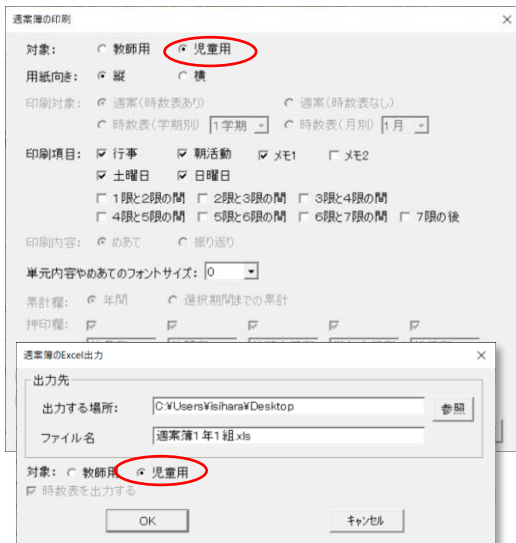 週案簿の印刷
対象: 教師用 児童用
用紙向き: 縦 横
印刷対象: 週案(時数表あり) 週案(時数表なし)
時数表(学期別) 1学期 時数表(月別) 1月
印刷項目: 行事 朝活動 メモ1 メモ2
土曜日 日曜日
1限と2限の間 2限と3限の間 3限と4限の間
4限と5限の間 5限と6限の間 6限と7限の間 7限の後
印刷内容: めあて 振り返り
単元内容やめあてのフォントサイズ: 0
累計欄: 年間 選択期間までの累計
押印欄:
週案簿のExcel出力
出力先
出力する場所: C:¥Users¥isihara¥Desktop 参照
ファイル名 週案簿1年1組.xls
対象: 教師用 児童用
時数表を出力する
OK キャンセル